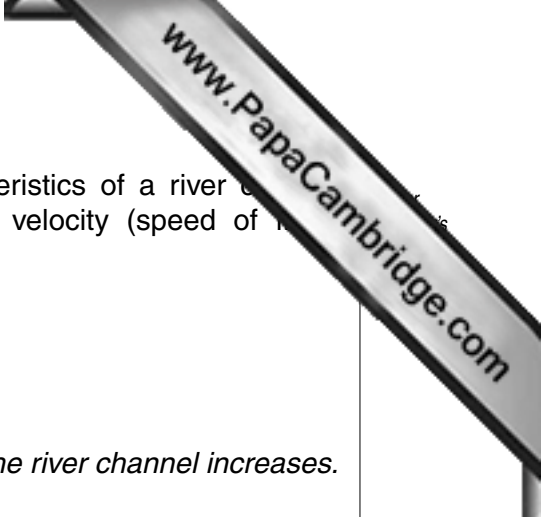 www.PapaCambridge.com
eristics of a river
velocity (speed of
he river channel increases.